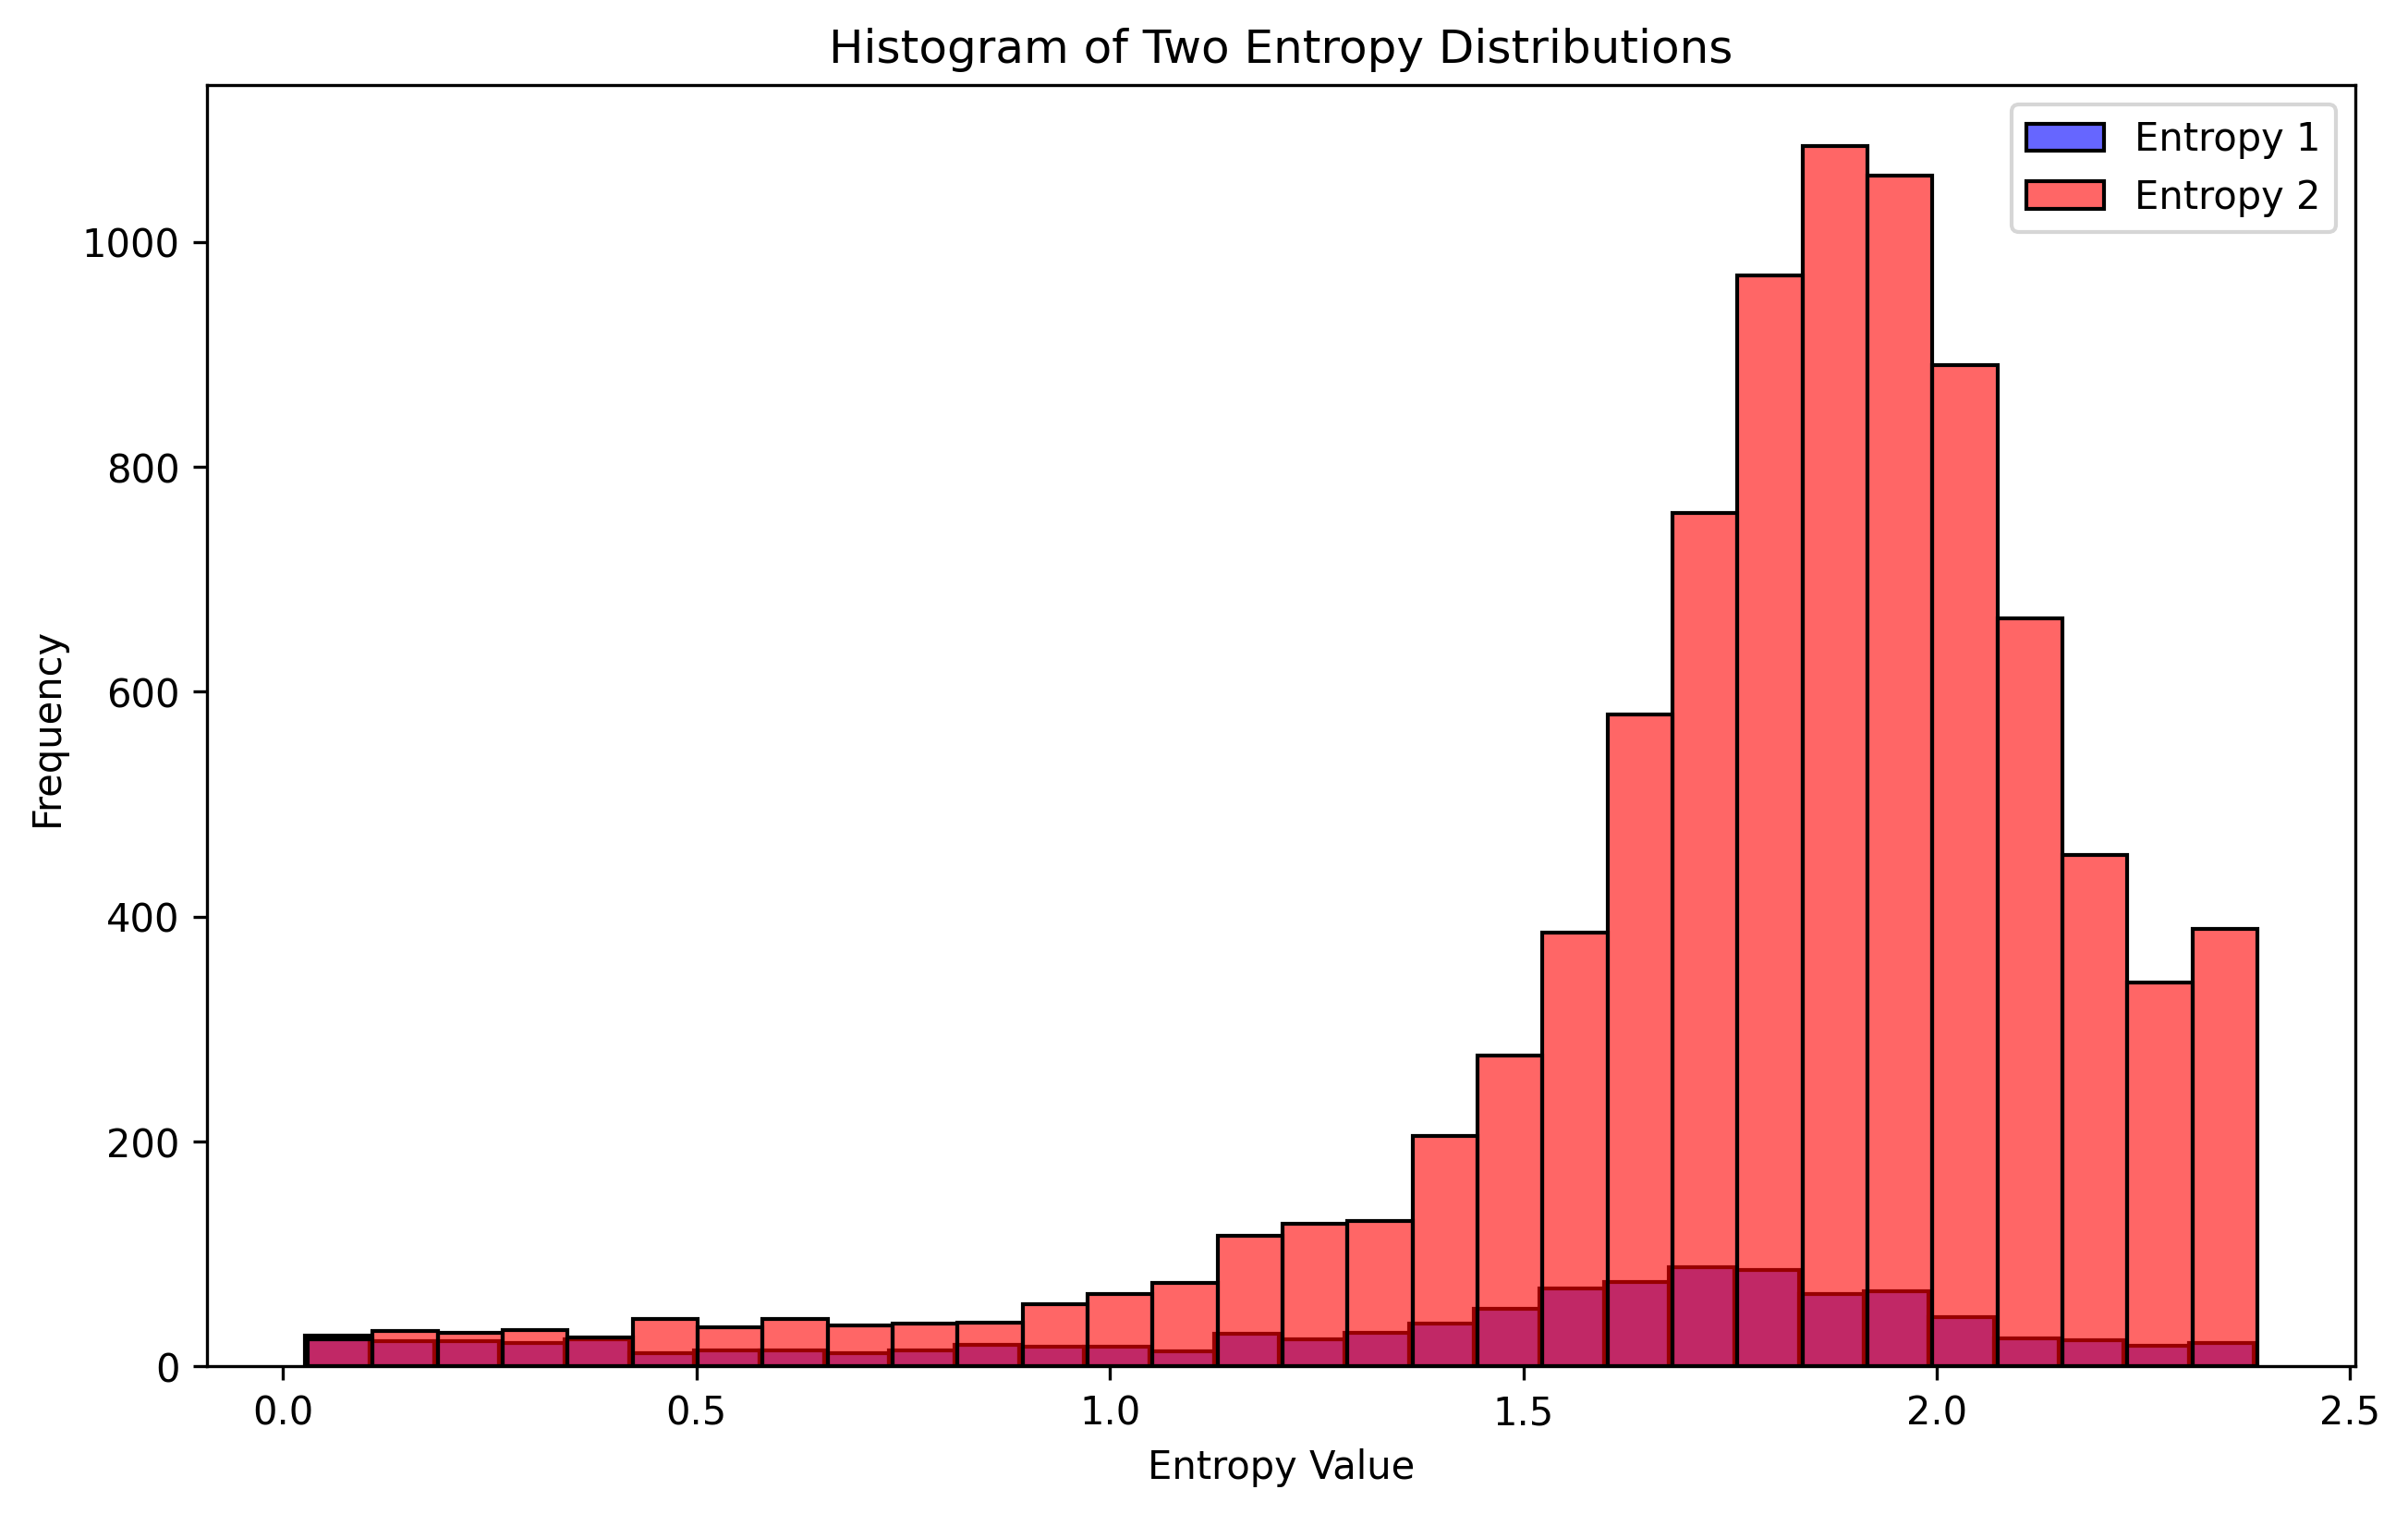 Histogram of Two Entropy Distributions
Entropy 1
Entropy 2
Frequency
1000
800
600
400
200
0
0.0 0.5 1.0 1.5 2.0 2.5
Entropy Value